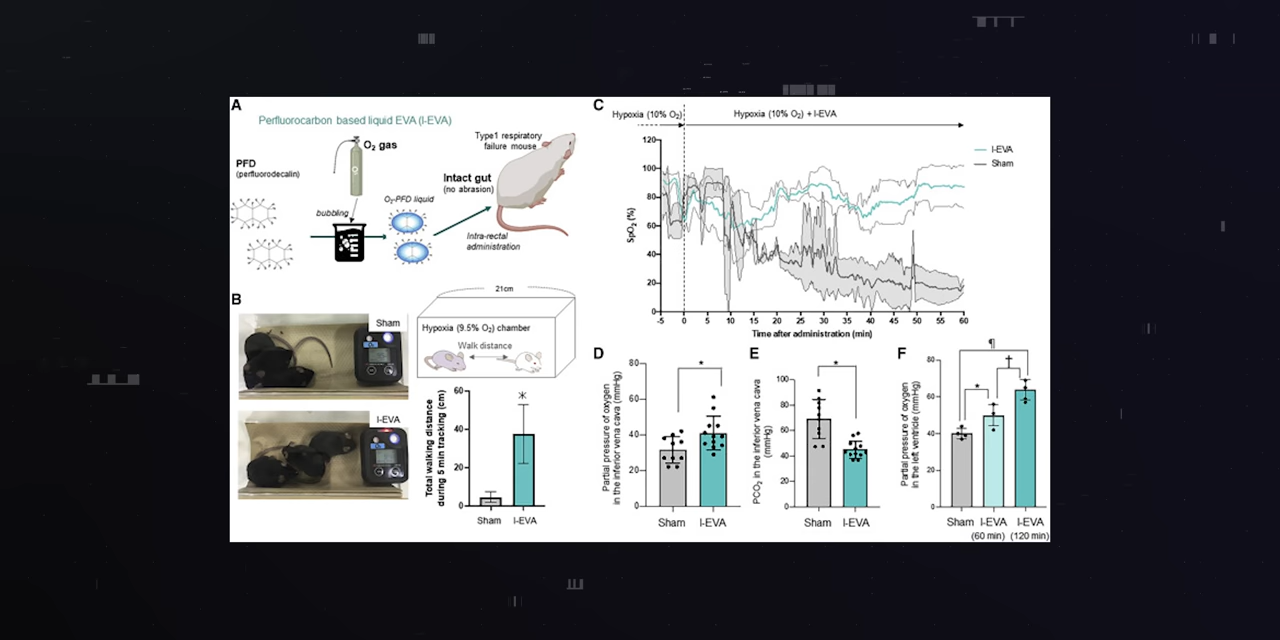 A
Perfluorocarbon based liquid EVA (l-EVA)
O₂ gas
PFD
(perfluorodecalin)
bubbling
O₂-PFD liquid
Type1 respiratory
failure mouse
Intact gut
(no abrasion)
Intra-rectal
administration
B
Sham
l-EVA
21cm
Hypoxia (9.5% O₂) chamber
Walk distance
Total walking distance
during 5 min tracking (cm)
60
40
20
0
*
Sham
l-EVA
C
Hypoxia (10% O₂)
Hypoxia (10% O₂) + l-EVA
SpO₂ (%)
120
100
80
60
40
20
0
-5 0 5 10 15 20 25 30 35 40 45 50 55 60
Time after administration (min)
l-EVA
Sham
D
Partial pressure of oxygen
in the inferior vena cava (mmHg)
80
60
40
20
0
*
Sham
l-EVA
E
PCO₂ in the inferior vena cava
(mmHg)
100
80
60
40
20
0
*
Sham
l-EVA
F
Partial pressure of oxygen
in the left ventricle (mmHg)
80
60
40
20
0
¶
†
*
Sham
l-EVA
(60 min)
l-EVA
(120 min)